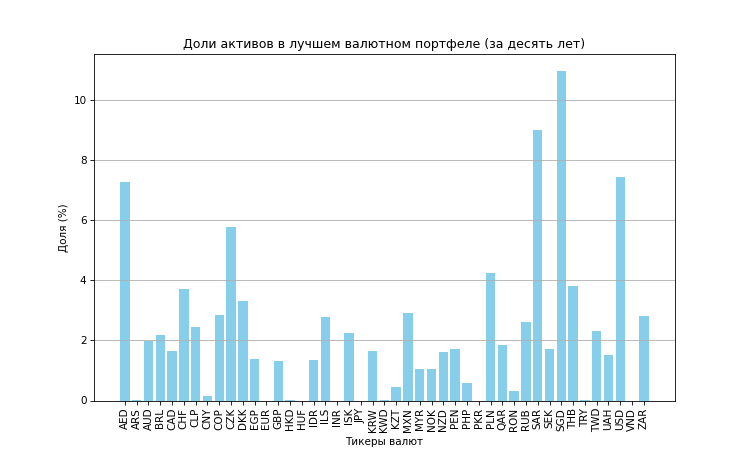 Доли активов в лучшем валютном портфеле (за десять лет)
Доля (%)
10
8
6
4
2
0
AED ARS AUD BRL CAD CHF CLP CNY COP CZK DKK EGP EUR GBP HKD HUF IDR ILS INR ISK JPY KRW KWD KZT MXN MYR NOK NZD PEN PHP PKR PLN QAR RON RUB SAR SEK SGD THB TRY TWD UAH USD VND ZAR
Тикеры валют